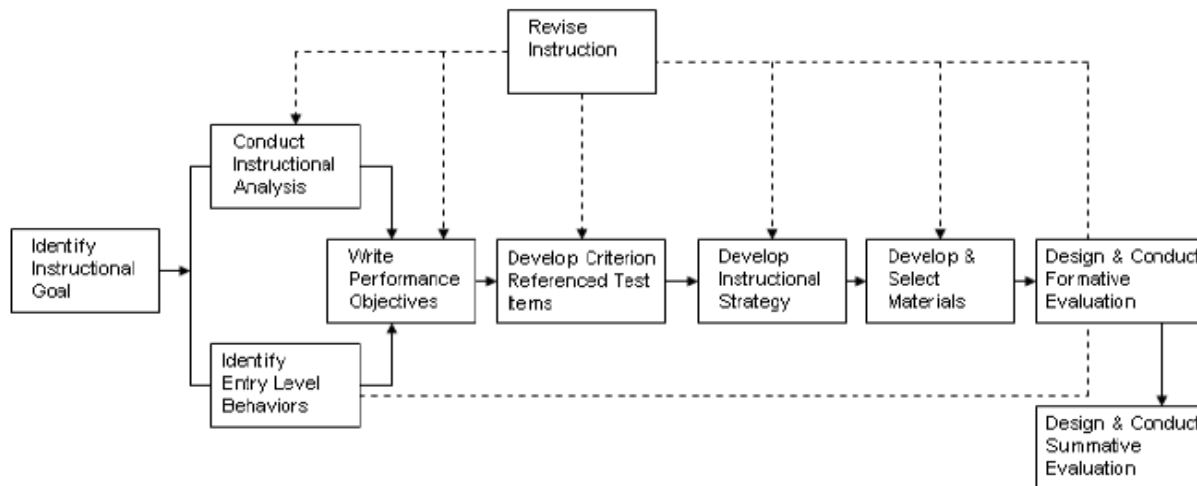 Revise
Instruction
Conduct
Instructional
Analysis
Identify
Instructional
Goal
Write
Performance
Objectives
Develop Criterion
Referenced Test
Items
Develop
Instructional
Strategy
Develop &
Select
Materials
Design & Conduct
Formative
Evaluation
Identify
Entry Level
Behaviors
Design & Conduct
Summative
Evaluation